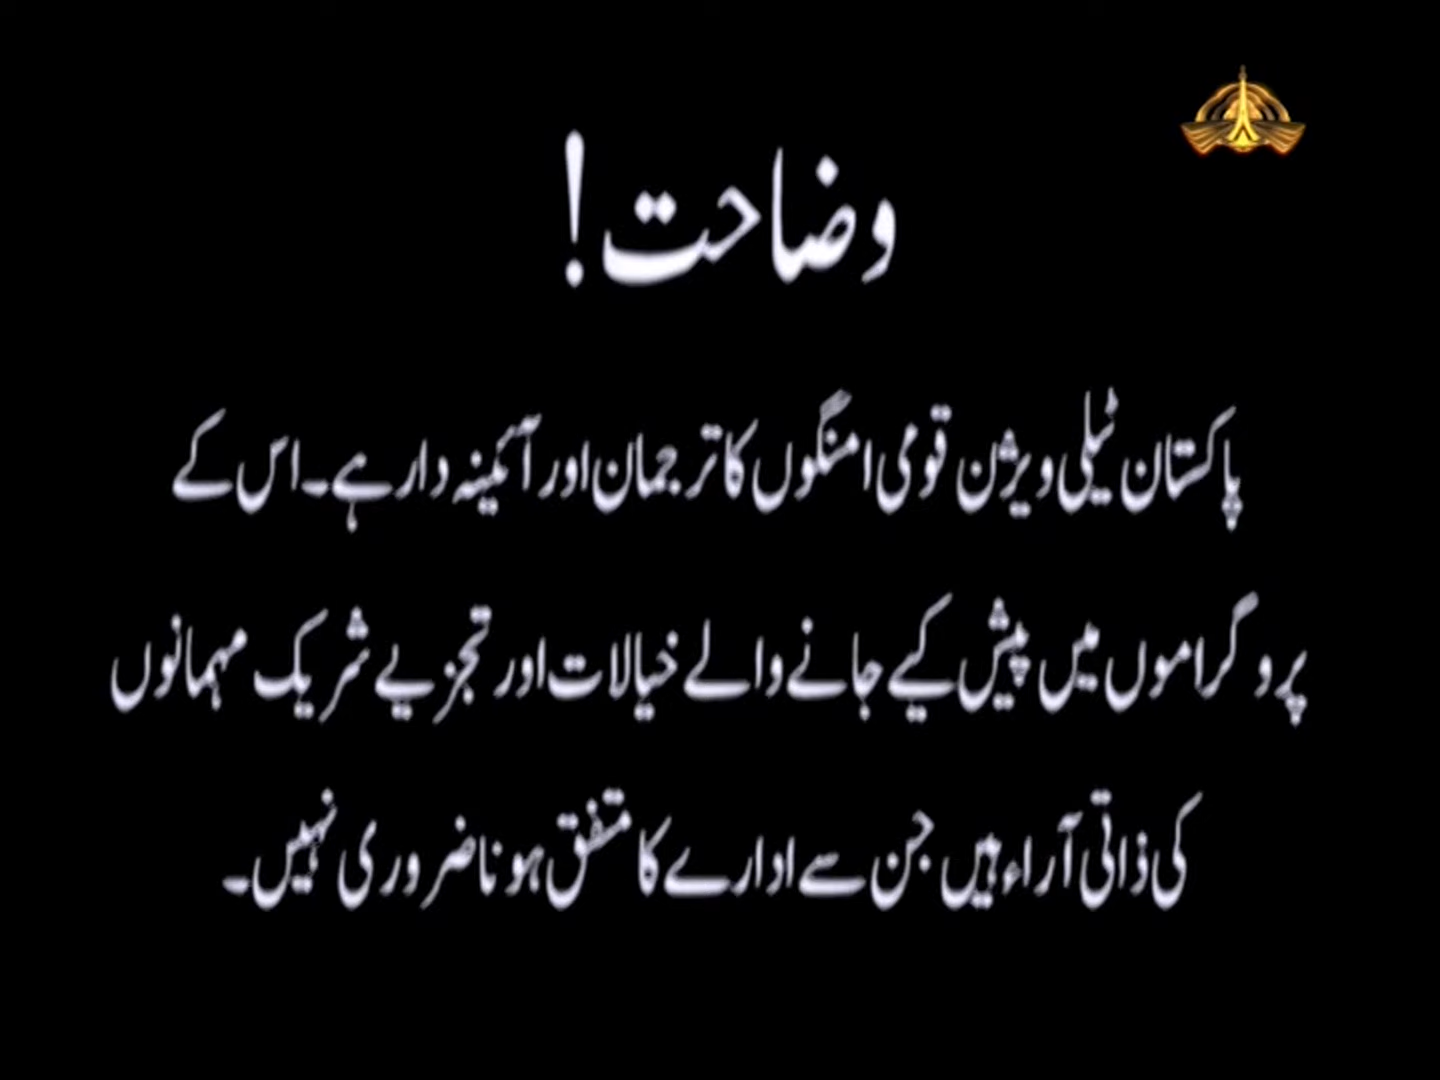 وضاحت!
پاکستان ٹیلی ویژن قومی امنگوں کا ترجمان اور آئینہ دار ہے۔ اس کے
پروگراموں میں پیش کیے جانے والے خیالات اور تجزیے شریک مہمانوں
کی ذاتی آراء ہیں جن سے ادارے کا متفق ہونا ضروری نہیں۔